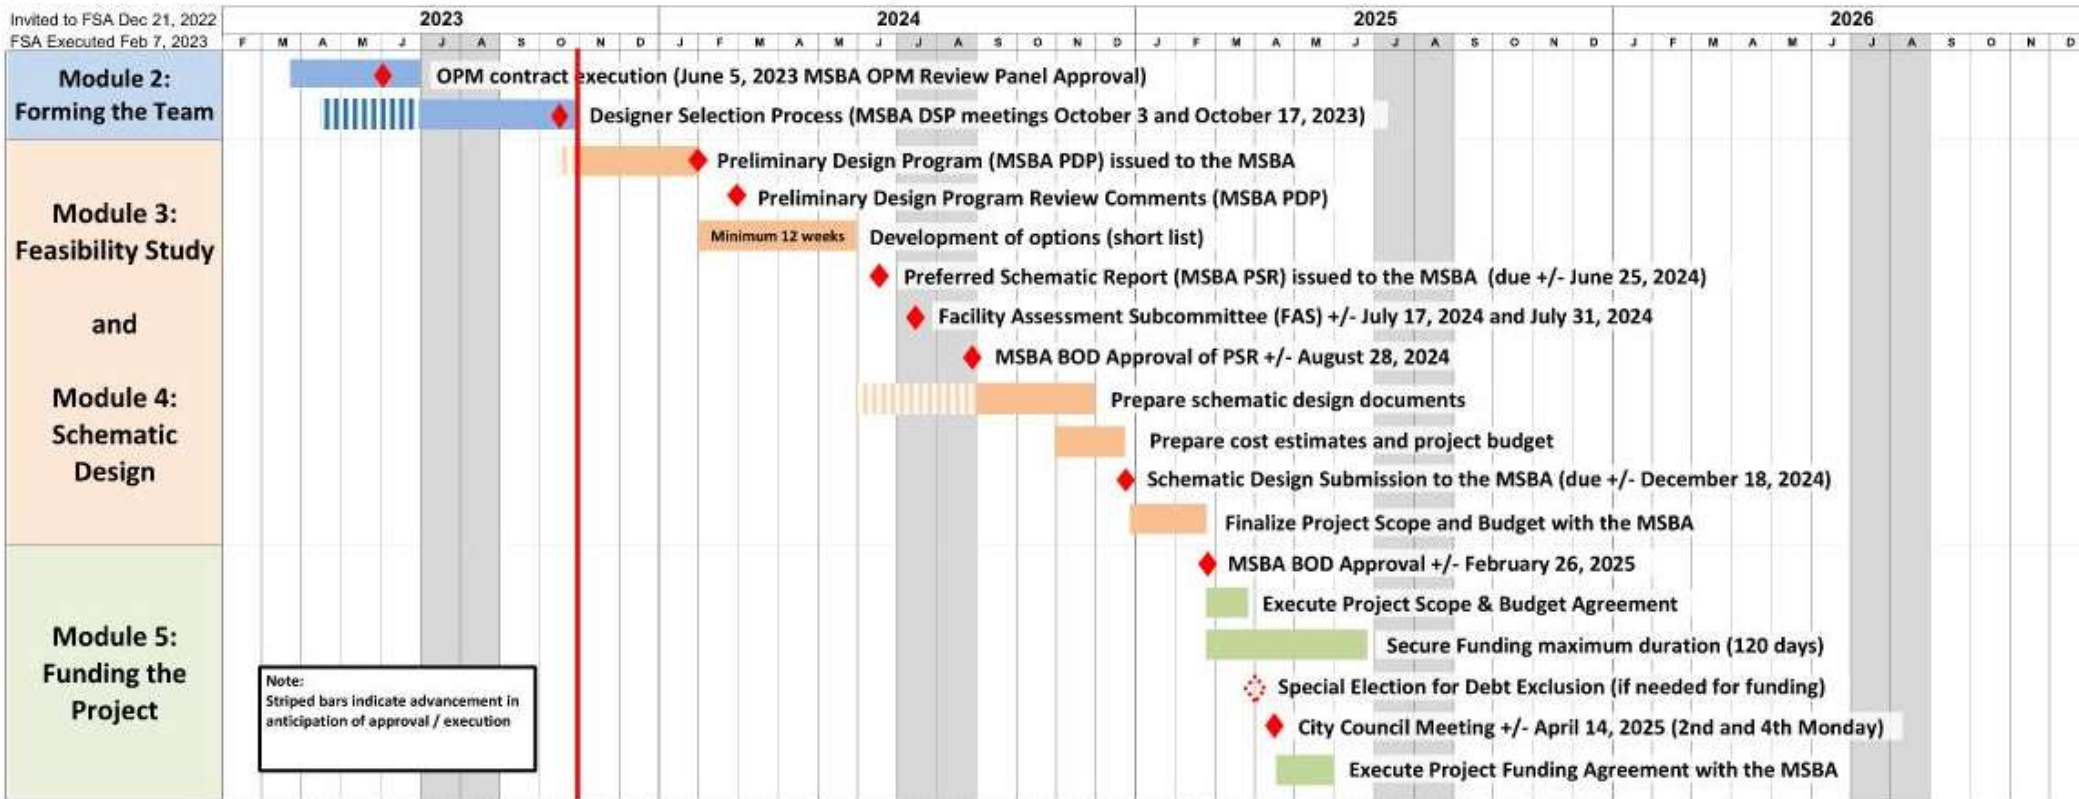 Invited to FSA Dec 21, 2022
FSA Executed Feb 7, 2023
2023 2024 2025 2026
F M A M J J A S O N D J F M A M J J A S O N D J F M A M J J A S O N D J F M A M J J A S O N D
Module 2:
Forming the Team
OPM contract execution (June 5, 2023 MSBA OPM Review Panel Approval)
Designer Selection Process (MSBA DSP meetings October 3 and October 17, 2023)
Module 3:
Feasibility Study
and
Module 4:
Schematic
Design
Preliminary Design Program (MSBA PDP) issued to the MSBA
Preliminary Design Program Review Comments (MSBA PDP)
Minimum 12 weeks Development of options (short list)
Preferred Schematic Report (MSBA PSR) issued to the MSBA (due +/- June 25, 2024)
Facility Assessment Subcommittee (FAS) +/- July 17, 2024 and July 31, 2024
MSBA BOD Approval of PSR +/- August 28, 2024
Prepare schematic design documents
Prepare cost estimates and project budget
Schematic Design Submission to the MSBA (due +/- December 18, 2024)
Finalize Project Scope and Budget with the MSBA
Module 5:
Funding the
Project
MSBA BOD Approval +/- February 26, 2025
Execute Project Scope & Budget Agreement
Secure Funding maximum duration (120 days)
Special Election for Debt Exclusion (if needed for funding)
City Council Meeting +/- April 14, 2025 (2nd and 4th Monday)
Execute Project Funding Agreement with the MSBA
Note:
Striped bars indicate advancement in
anticipation of approval / execution